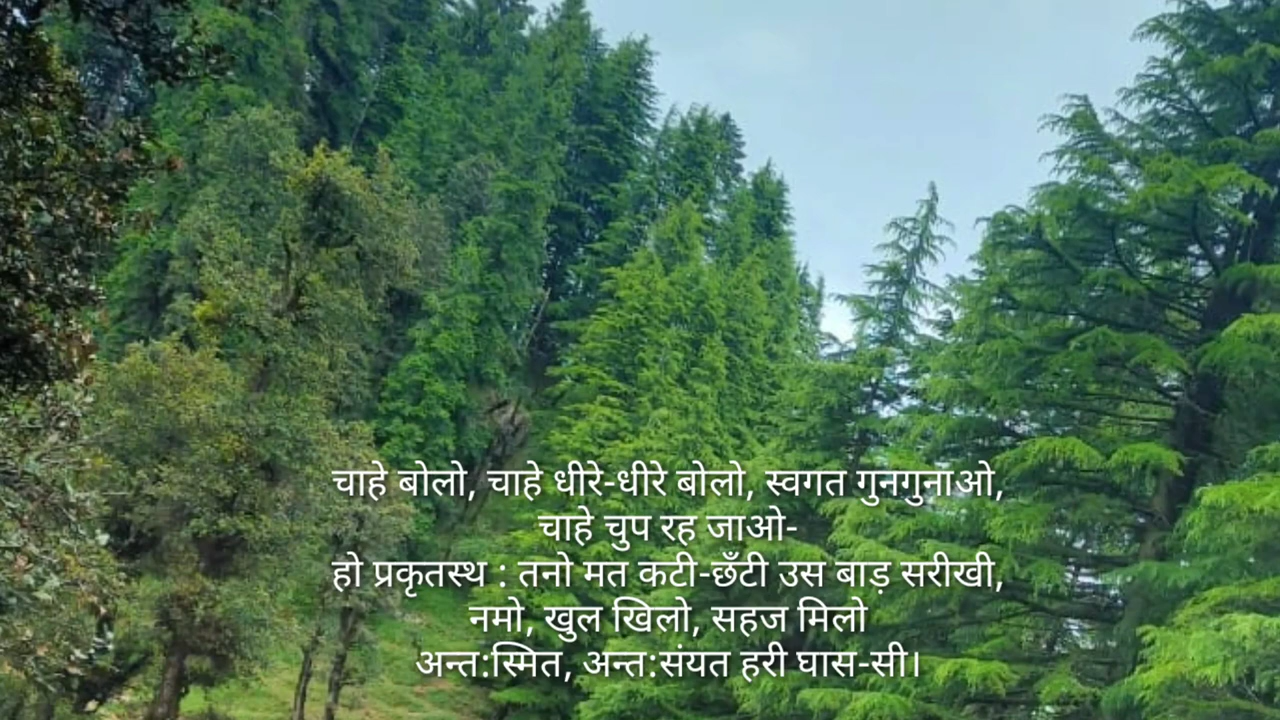 चाहे बोलो, चाहे धीरे-धीरे बोलो, स्वगत गुनगुनाओ,
चाहे चुप रह जाओ-
हो प्रकृतस्थ : तनो मत कटी-छँटी उस बाड़ सरीखी,
नमो, खुल खिलो, सहज मिलो
अन्त:स्मित, अन्त:संयत हरी घास-सी।